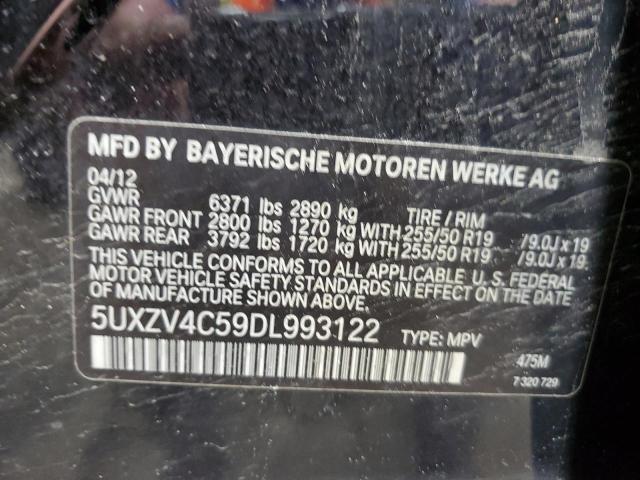 MFD BY BAYERISCHE MOTOREN WERKE AG
04/12
GVWR 6371 lbs 2890 kg TIRE / RIM
GAWR FRONT 2800 lbs 1270 kg WITH 255/50 R19 /9.0J x 19
GAWR REAR 3792 lbs 1720 kg WITH 255/50 R19 /9.0J x 19.
THIS VEHICLE CONFORMS TO ALL APPLICABLE U. S. FEDERAL
MOTOR VEHICLE SAFETY STANDARDS IN EFFECT ON THE DATE
OF MANUFACTURE SHOWN ABOVE.
5UXZV4C59DL993122 TYPE: MPV
475M
7 320 729